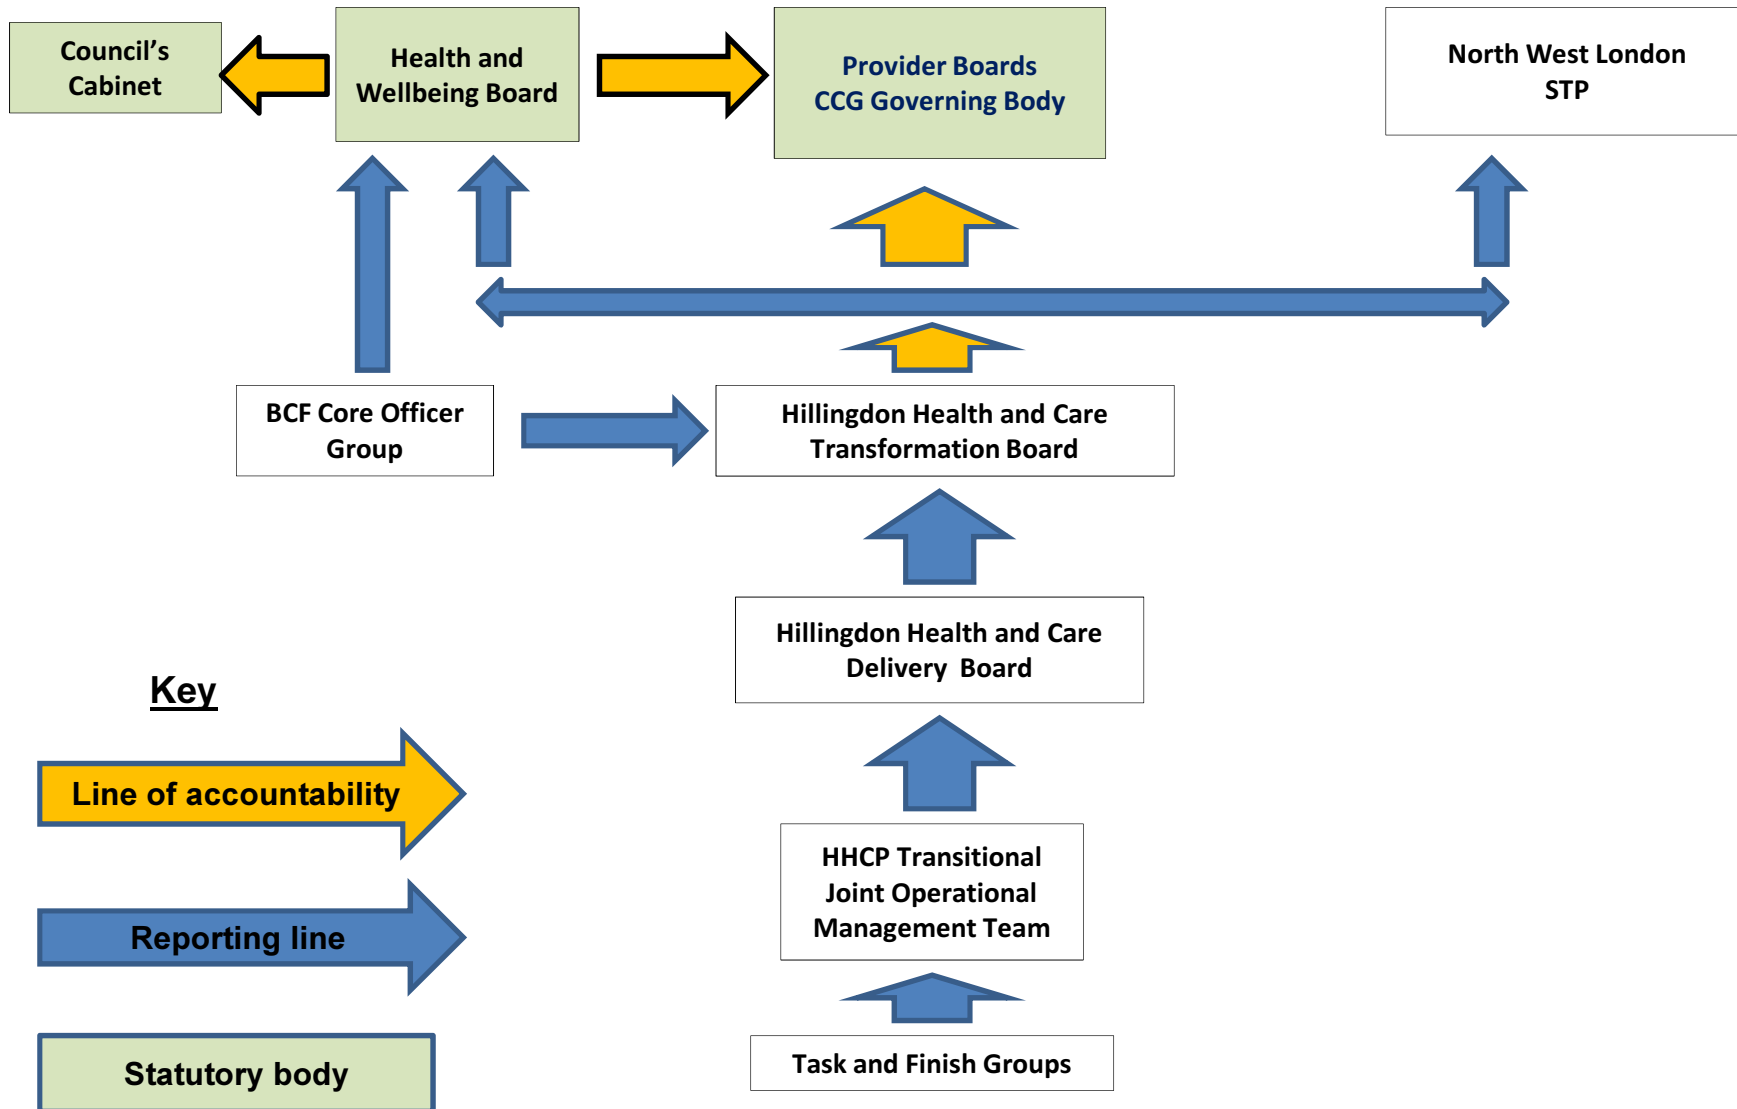 Council’s
Cabinet
Health and
Wellbeing Board
Provider Boards
CCG Governing Body
North West London
STP
BCF Core Officer
Group
Hillingdon Health and Care
Transformation Board
Hillingdon Health and Care
Delivery  Board
Key
Line of accountability
HHCP Transitional
Joint Operational
Management Team
Reporting line
Task and Finish Groups
Statutory body